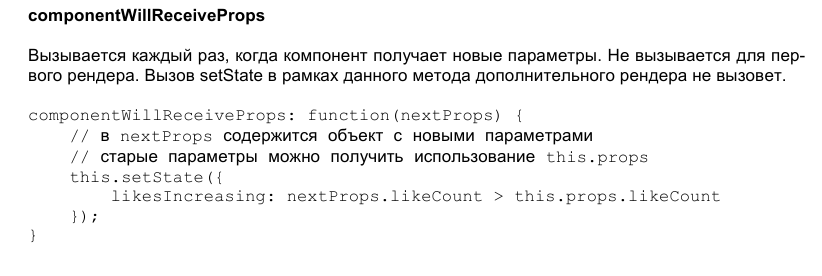 componentWillReceiveProps
Вызывается каждый раз, когда компонент получает новые параметры. Не вызывается для пер-
вого рендера. Вызов setState в рамках данного метода дополнительного рендера не вызовет.
componentWillReceiveProps: function(nextProps) {
    // в nextProps содержится объект с новыми параметрами
    // старые параметры можно получить использование this.props
    this.setState({
        likesIncreasing: nextProps.likeCount > this.props.likeCount
    });
}